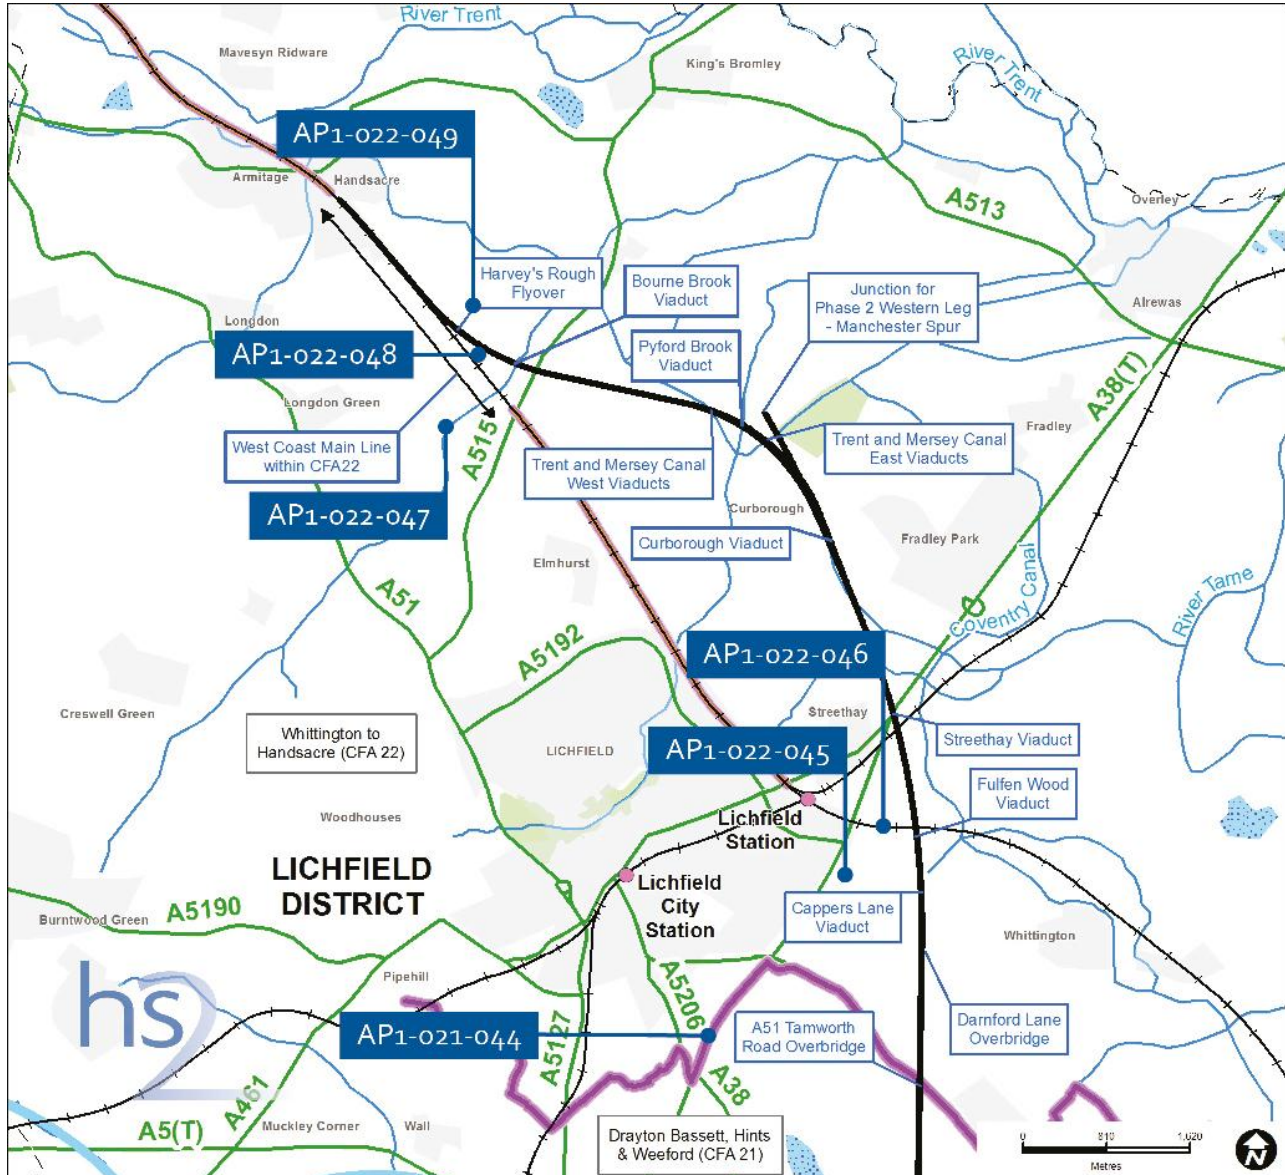 River Trent
Mavesyn Ridware
King's Bromley
River Trent
AP1-022-049
Armitage
Handsacre
A513
Overley
Harvey's Rough
Flyover
Bourne Brook
Viaduct
Junction for
Phase 2 Western Leg
- Manchester Spur
Alrewas
Longdon
AP1-022-048
Pyford Brook
Viaduct
A38(T)
Longdon Green
West Coast Main Line
within CFA22
A515
Trent and Mersey Canal
West Viaducts
Trent and Mersey Canal
East Viaducts
Fradley
AP1-022-047
Curborough
Curborough Viaduct
Fradley Park
Elmhurst
A51
Coventry Canal
River Tame
A5192
AP1-022-046
Creswell Green
Whittington to
Handsacre (CFA 22)
LICHFIELD
Streethay
AP1-022-045
Streethay Viaduct
Fulfen Wood
Viaduct
Woodhouses
Lichfield
Station
LICHFIELD
DISTRICT
Lichfield
City
Station
Cappers Lane
Viaduct
A5190
Burntwood Green
Whittington
Pipehill
hs2
A5206
AP1-021-044
A5127
A51 Tamworth
Road Overbridge
Darnford Lane
Overbridge
A461
A38
A5(T)
Muckley Corner
Wall
Drayton Bassett, Hints
& Weeford (CFA 21)
0 810 1,620
Metres
N